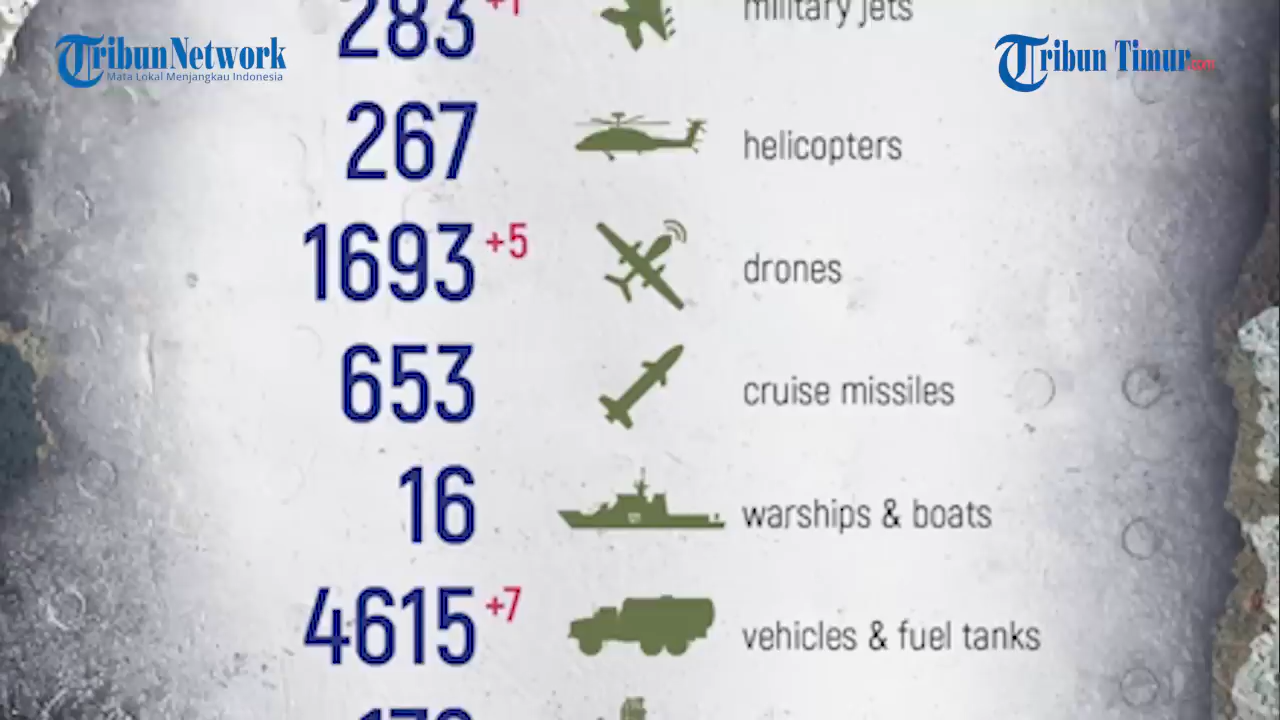 283 +1 military jets
TribunNetwork
Mata Lokal Menjangkau Indonesia
Tribun Timur.com
267 helicopters
1693 +5 drones
653 cruise missiles
16 warships & boats
4615 +7 vehicles & fuel tanks